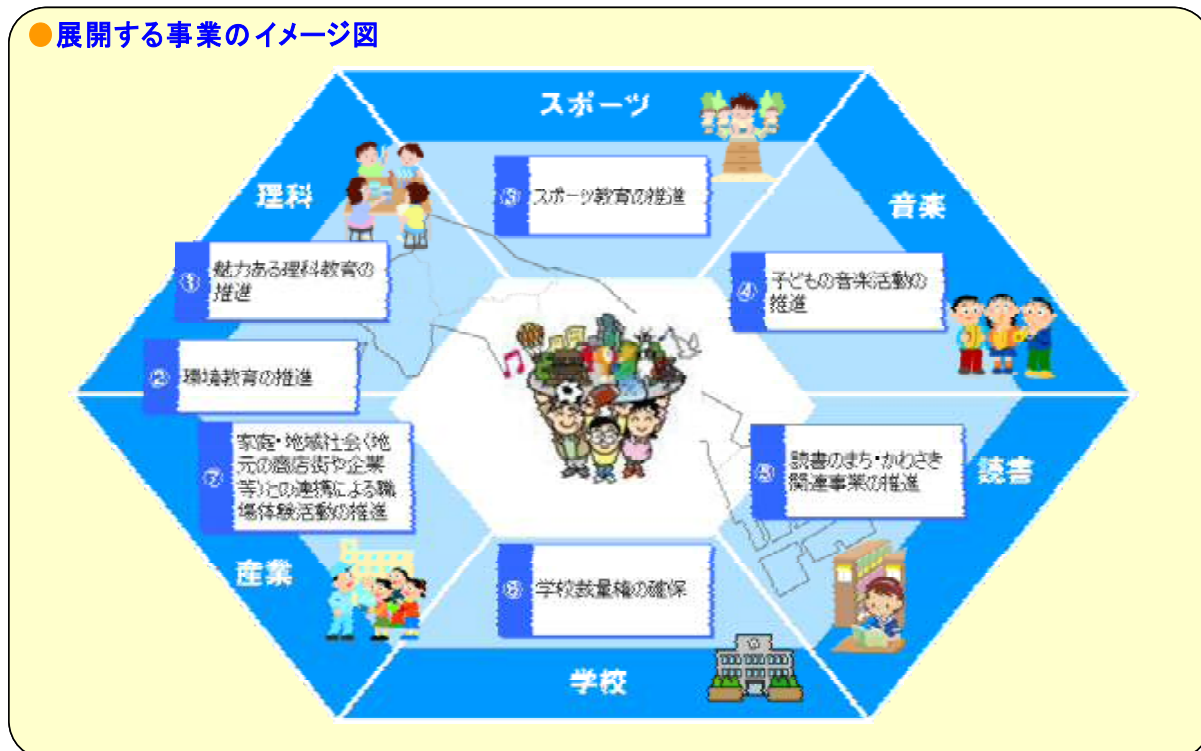 ●展開する事業のイメージ図
スポーツ
理科
音楽
③ スポーツ教育の推進
① 魅力ある理科教育の
推進
④ 子どもの音楽活動の
推進
② 環境教育の推進
⑦ 家庭・地域社会(地
元の商店街や企業
等)との連携による職
場体験活動の推進
⑤ 読書のまち・かわさき
関連事業の推進
読書
産業
⑥ 学校裁量権の確保
学校